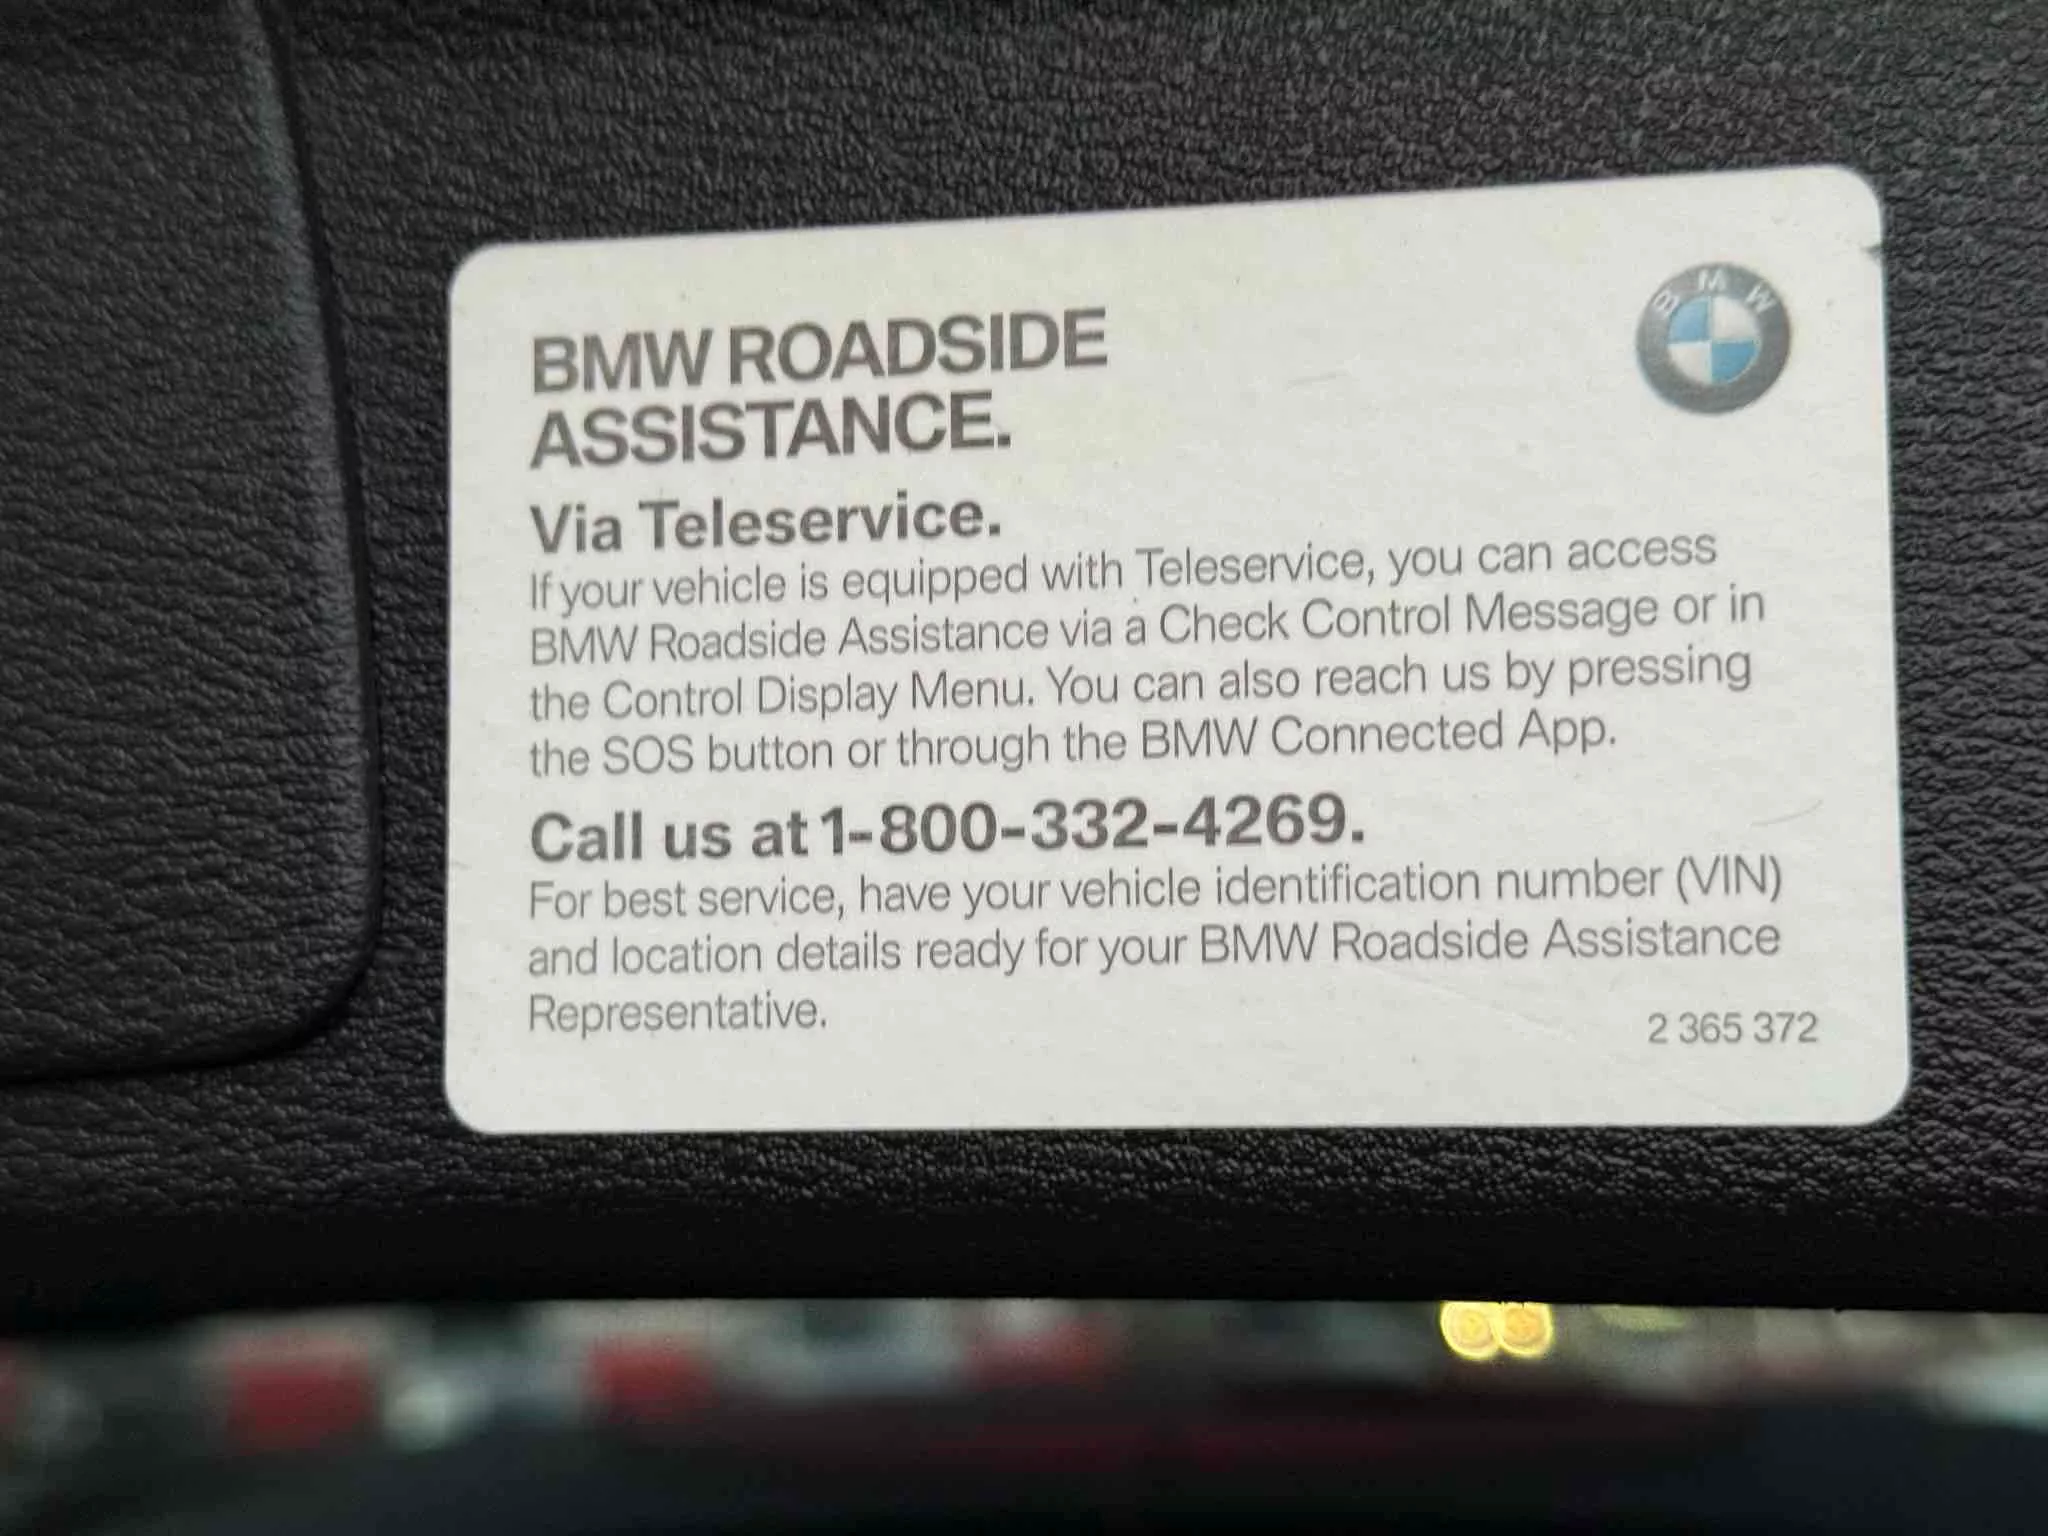 BMW
BMW ROADSIDE
ASSISTANCE.
Via Teleservice.
If your vehicle is equipped with Teleservice, you can access
BMW Roadside Assistance via a Check Control Message or in
the Control Display Menu. You can also reach us by pressing
the SOS button or through the BMW Connected App.
Call us at 1-800-332-4269.
For best service, have your vehicle identification number (VIN)
and location details ready for your BMW Roadside Assistance
Representative.
2 365 372